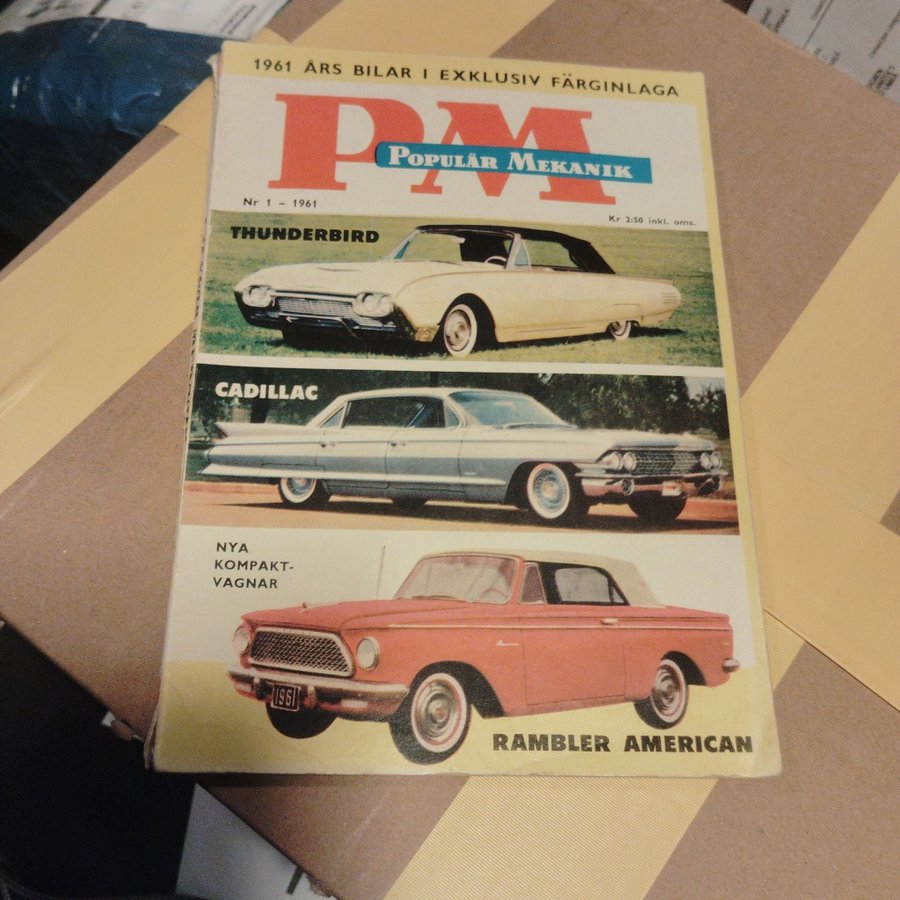 1961 ÅRS BILAR I EXKLUSIV FÄRGINLAGA
PM
POPULÄR MEKANIK
Nr 1 – 1961
Kr 2:50 inkl. oms.
THUNDERBIRD
CADILLAC
NYA
KOMPAKT-
VAGNAR
1961
RAMBLER AMERICAN